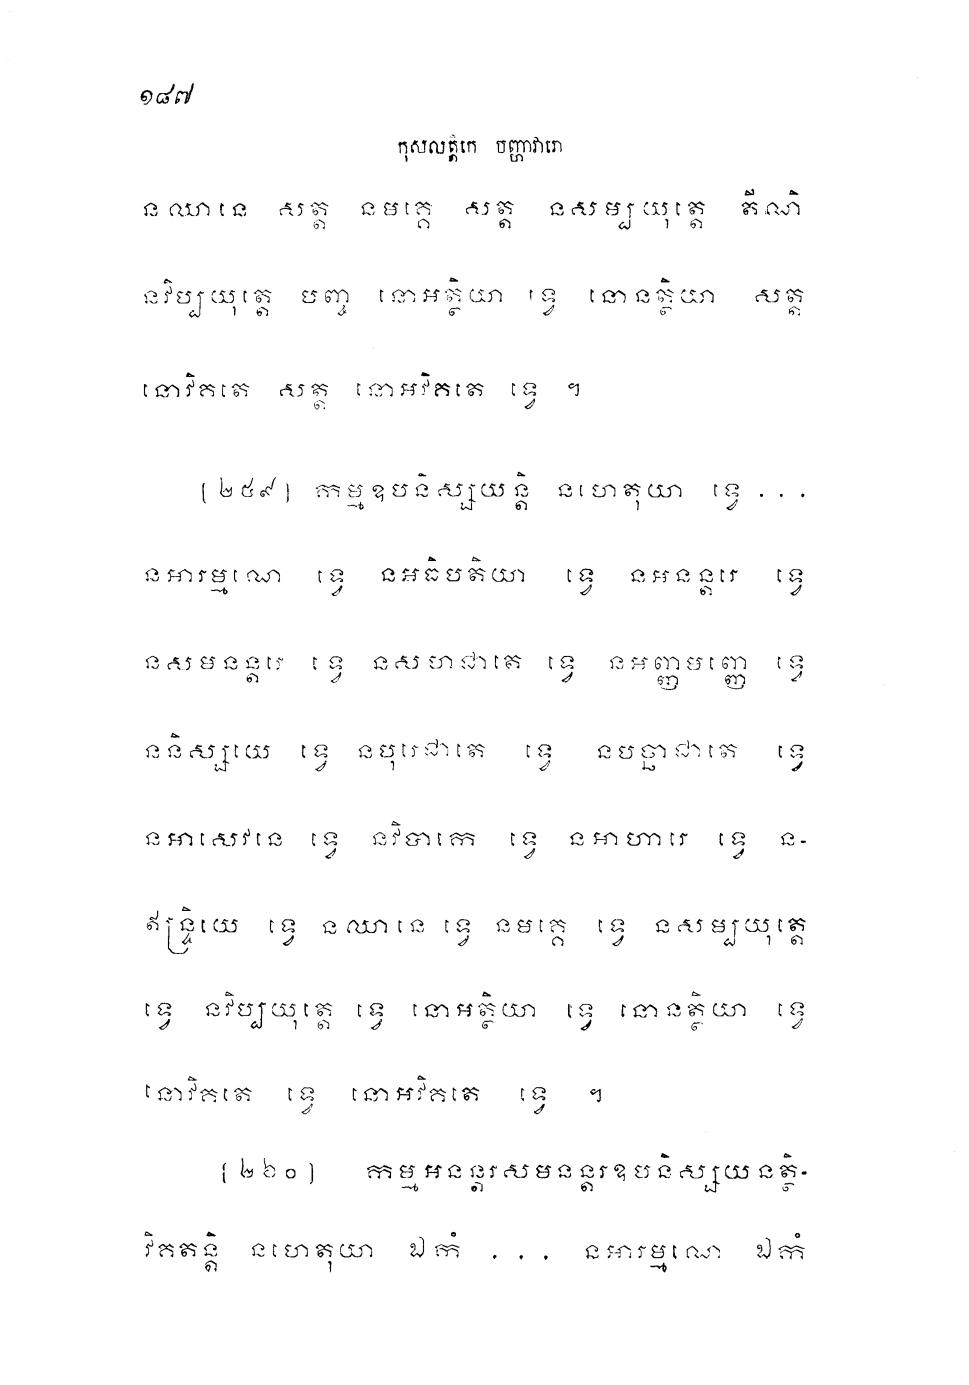 ១៨៧
កុសលត្តិកេ បញ្ហាវារោ
នឈានេ សត្ត នមគ្គេ សត្ត នសម្បយុត្តេ តីណិ
នវិប្បយុត្តេ បញ្ច នោអត្ថិយា ទ្វេ នោនត្ថិយា សត្ត
នោវិគតេ សត្ត នោអវិគតេ ទ្វេ ។
(២៥៩) កម្មឧបនិស្សយន្តិ នហេតុយា ទ្វេ...
នអារម្មណេ ទ្វេ នអធិបតិយា ទ្វេ នអនន្តរេ ទ្វេ
នសមនន្តរេ ទ្វេ នសហជាតេ ទ្វេ នអញ្ញមញ្ញេ ទ្វេ
ននិស្សយេ ទ្វេ នបុរេជាតេ ទ្វេ នបច្ឆាជាតេ ទ្វេ
នអាសេវនេ ទ្វេ នវិបាកេ ទ្វេ នអាហារេ ទ្វេ ន-
ឥន្ទ្រិយេ ទ្វេ នឈានេ ទ្វេ នមគ្គេ ទ្វេ នសម្បយុត្តេ
ទ្វេ នវិប្បយុត្តេ ទ្វេ នោអត្ថិយា ទ្វេ នោនត្ថិយា ទ្វេ
នោវិគតេ ទ្វេ នោអវិគតេ ទ្វេ ។
(២៦០) កម្មអនន្តរសមនន្តរឧបនិស្សយនត្ថិ-
វិគតន្តិ នហេតុយា ឯកំ ... នអារម្មណេ ឯកំ